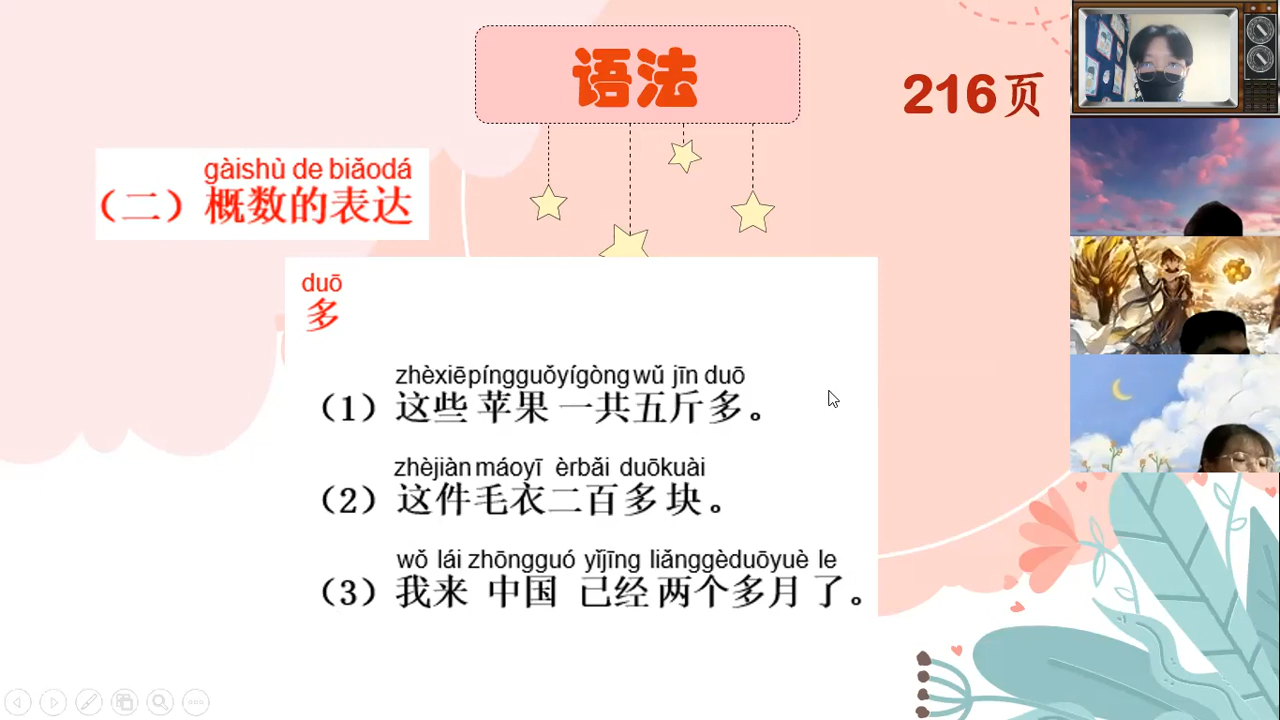 语法
216页
gàishù de biǎodá
（二）概数的表达
duō
多
zhèxiēpíngguǒyígòngwǔ jīn duō
（1）这些苹果一共五斤多。
zhèjiàn máoyī èrbǎi duōkuài
（2）这件毛衣二百多块。
wǒ lái zhōngguó yǐjīng liǎnggèduōyuè le
（3）我来中国已经两个多月了。